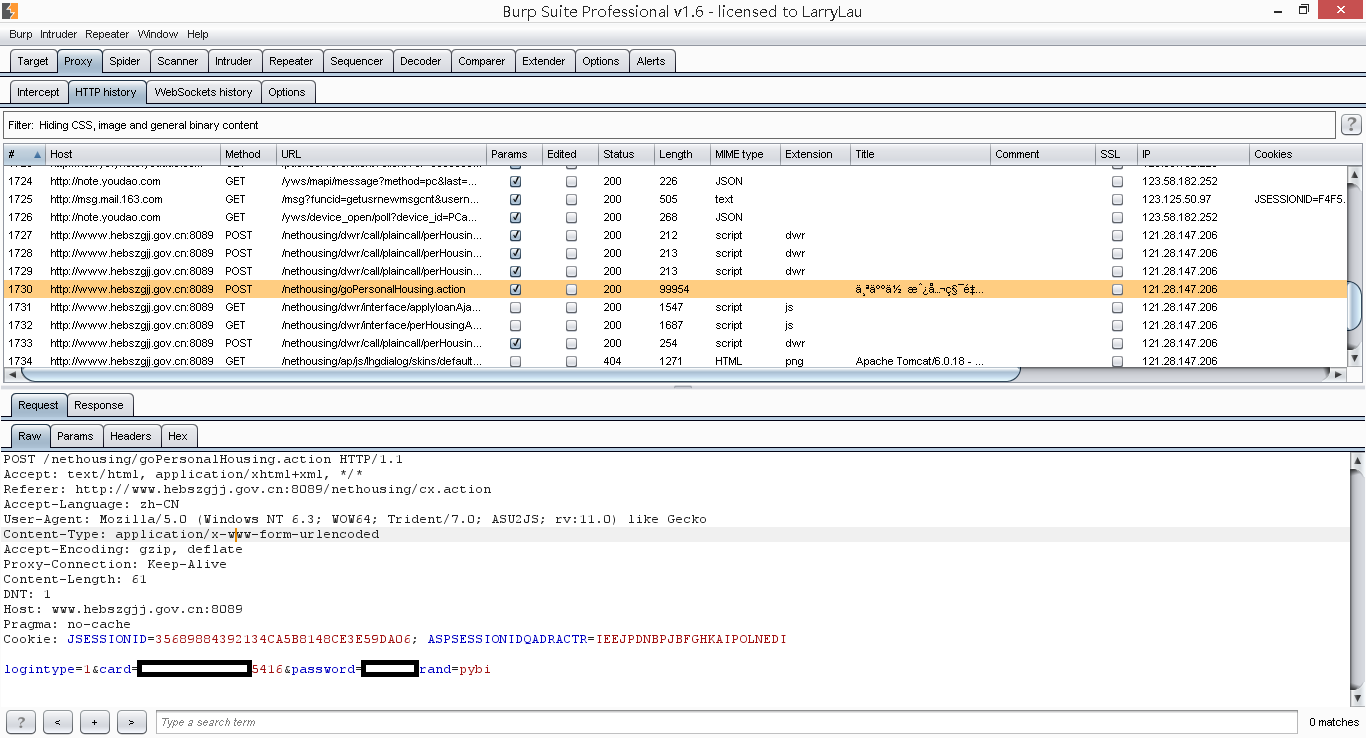 Burp Suite Professional v1.6 - licensed to LarryLau
Burp Intruder Repeater Window Help
Target Proxy Spider Scanner Intruder Repeater Sequencer Decoder Comparer Extender Options Alerts
Intercept HTTP history WebSockets history Options
Filter: Hiding CSS, image and general binary content ?
# Host Method URL Params Edited Status Length MIME type Extension Title Comment SSL IP Cookies
1724 http://note.youdao.com GET /yws/mapi/message?method=pc&last=... 200 226 JSON 123.58.182.252
1725 http://msg.mail.163.com GET /msg?funcid=getusrnewmsgcnt&usern... 200 505 text 123.125.50.97 JSESSIONID=F4F5.
1726 http://note.youdao.com GET /yws/device_open/poll?device_id=PCa... 200 268 JSON 123.58.182.252
1727 http://www.hebszgjj.gov.cn:8089 POST /nethousing/dwr/call/plaincall/perHousin... 200 212 script dwr 121.28.147.206
1728 http://www.hebszgjj.gov.cn:8089 POST /nethousing/dwr/call/plaincall/perHousin... 200 213 script dwr 121.28.147.206
1729 http://www.hebszgjj.gov.cn:8089 POST /nethousing/dwr/call/plaincall/perHousin... 200 213 script dwr 121.28.147.206
1730 http://www.hebszgjj.gov.cn:8089 POST /nethousing/goPersonalHousing.action 200 99954 121.28.147.206
1731 http://www.hebszgjj.gov.cn:8089 GET /nethousing/dwr/interface/applyloanAja... 200 1547 script js 121.28.147.206
1732 http://www.hebszgjj.gov.cn:8089 GET /nethousing/dwr/interface/perHousingA... 200 1687 script js 121.28.147.206
1733 http://www.hebszgjj.gov.cn:8089 POST /nethousing/dwr/call/plaincall/perHousin... 200 254 script dwr 121.28.147.206
1734 http://www.hebszgjj.gov.cn:8089 GET /nethousing/ap/js/lhgdialog/skins/default... 404 1271 HTML png Apache Tomcat/6.0.18 - ... 121.28.147.206
Request Response
Raw Params Headers Hex
POST /nethousing/goPersonalHousing.action HTTP/1.1
Accept: text/html, application/xhtml+xml, */*
Referer: http://www.hebszgjj.gov.cn:8089/nethousing/cx.action
Accept-Language: zh-CN
User-Agent: Mozilla/5.0 (Windows NT 6.3; WOW64; Trident/7.0; ASU2JS; rv:11.0) like Gecko
Content-Type: application/x-www-form-urlencoded
Accept-Encoding: gzip, deflate
Proxy-Connection: Keep-Alive
Content-Length: 61
DNT: 1
Host: www.hebszgjj.gov.cn:8089
Pragma: no-cache
Cookie: JSESSIONID=35689884392134CA5B8148CE3E59DA06; ASPSESSIONIDQADRACTR=IEEJPDNBPJBFGHKAIPOLNEDI
logintype=1&card= 5416&password= rand=pybi
? < + > Type a search term 0 matches